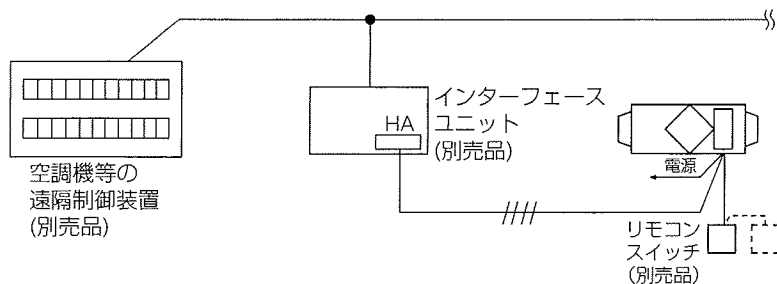 空調機等の
遠隔制御装置
(別売品)
HA
インターフェース
ユニット
(別売品)
電源
リモコン
スイッチ
(別売品)